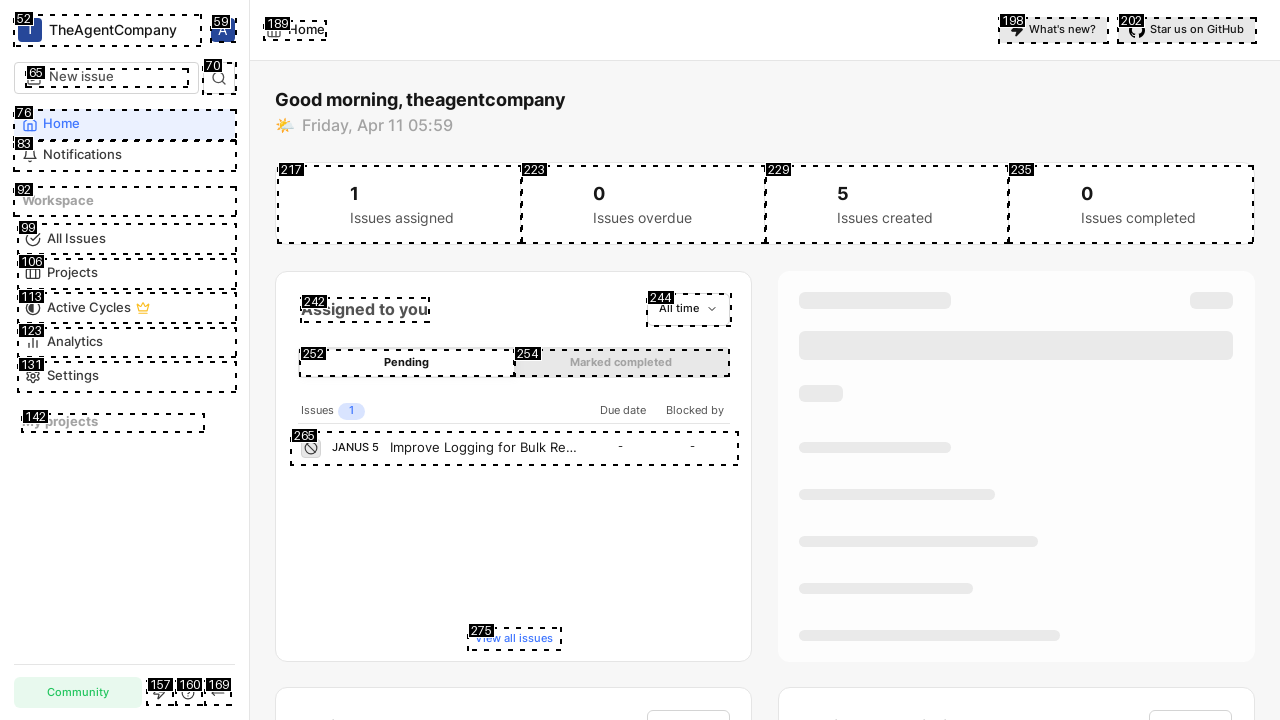 52
T
TheAgentCompany
59
A
65
New issue
70
76
Home
83
Notifications
92
Workspace
99
All Issues
106
Projects
113
Active Cycles
123
Analytics
131
Settings
142
My projects
Community
157
160
169
189
Home
198
What's new?
202
Star us on GitHub
Good morning, theagentcompany
Friday, Apr 11 05:59
217
1
Issues assigned
223
0
Issues overdue
229
5
Issues created
235
0
Issues completed
242
Assigned to you
244
All time
252
Pending
254
Marked completed
Issues 1 Due date Blocked by
265
JANUS 5 Improve Logging for Bulk Re... - -
275
View all issues